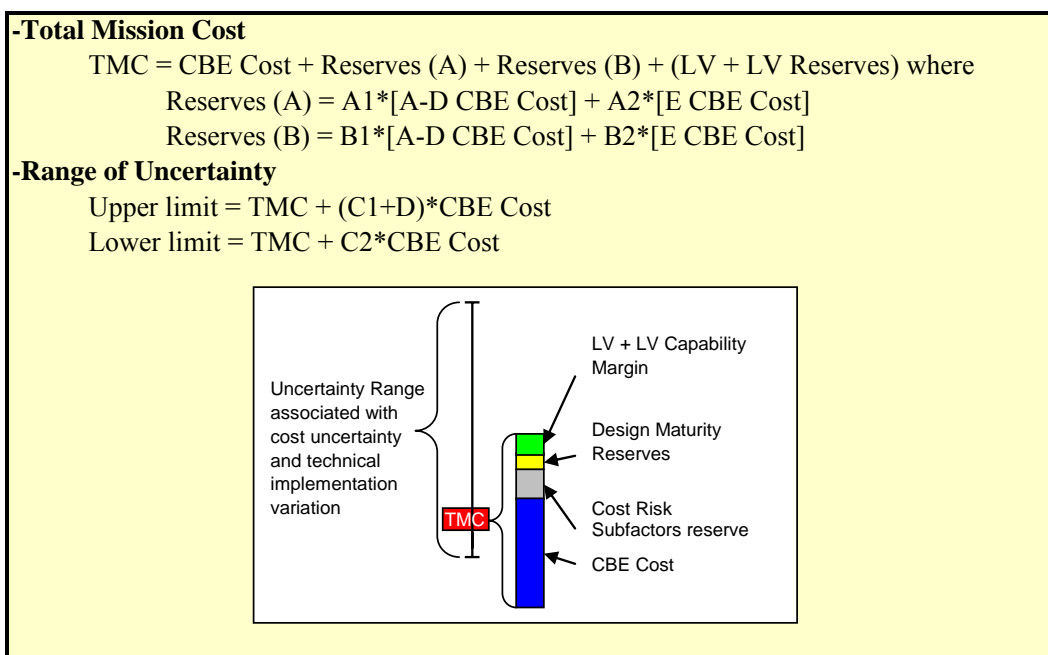 -Total Mission Cost
TMC = CBE Cost + Reserves (A) + Reserves (B) + (LV + LV Reserves) where
Reserves (A) = A1*[A-D CBE Cost] + A2*[E CBE Cost]
Reserves (B) = B1*[A-D CBE Cost] + B2*[E CBE Cost]
-Range of Uncertainty
Upper limit = TMC + (C1+D)*CBE Cost
Lower limit = TMC + C2*CBE Cost
Uncertainty Range
associated with
cost uncertainty
and technical
implementation
variation
TMC
LV + LV Capability
Margin
Design Maturity
Reserves
Cost Risk
Subfactors reserve
CBE Cost